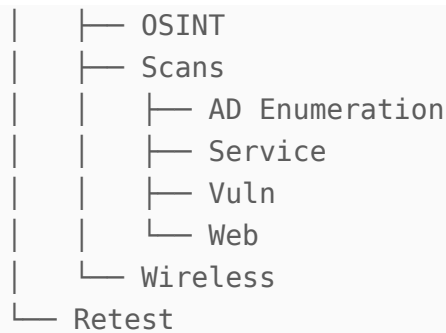 │   ├── OSINT
│   ├── Scans
│   │   ├── AD Enumeration
│   │   ├── Service
│   │   ├── Vuln
│   │   └── Web
│   └── Wireless
└── Retest